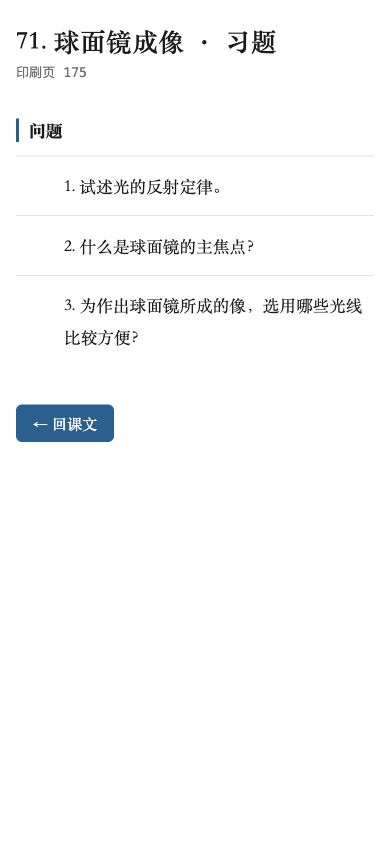 71. 球面镜成像 · 习题
印刷页 175
问题
1. 试述光的反射定律。
2. 什么是球面镜的主焦点?
3. 为作出球面镜所成的像，选用哪些光线
比较方便?
← 回课文